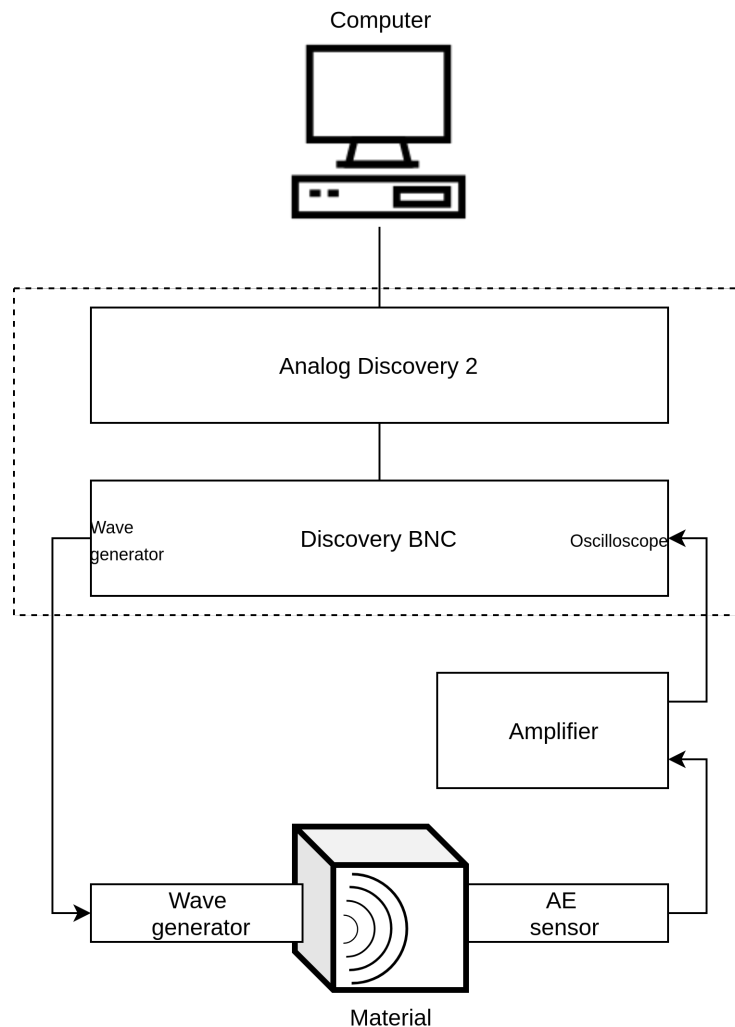 Computer
Analog Discovery 2
Wave
generator
Discovery BNC
Oscilloscope
Amplifier
Wave
generator
AE
sensor
Material